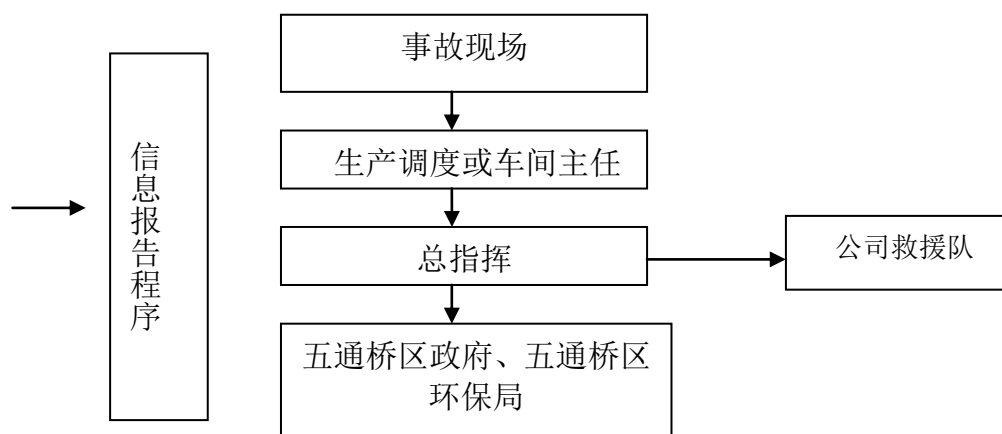 信息报告程序
事故现场
生产调度或车间主任
总指挥
公司救援队
五通桥区政府、五通桥区
环保局